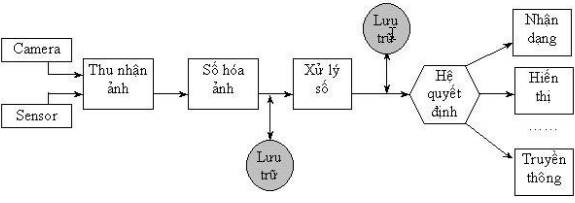 Camera
Sensor
Thu nhận
ảnh
Số hóa
ảnh
Lưu
trữ
Xử lý
số
Lưu
trữ
Hệ
quyết
định
Nhận
dạng
Hiến
thị
……
Truyền
thông